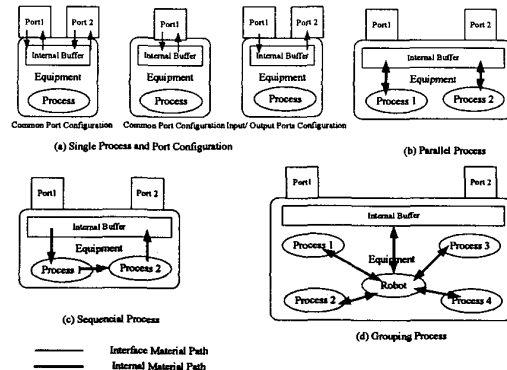 Port1
Port 2
Internal Buffer
Equipment
Process
Common Port Configuration
Port1
Internal Buffer
Equipment
Process
Common Port Configuration
Port1
Port 2
Internal Buffer
Equipment
Process
Input/ Output Ports Configuration
(a) Single Process and Port Configuration
Port1
Port 2
Internal Buffer
Equipment
Process 1
Process 2
(b) Parallel Process
Port1
Port 2
Internal Buffer
Equipment
Process
Process 2
(c) Sequencial Process
Port1
Port 2
Internal Buffer
Process 1
Process 3
Equipment
Robot
Process 2
Process 4
(d) Grouping Process
Interface Material Path
Internal Material Path